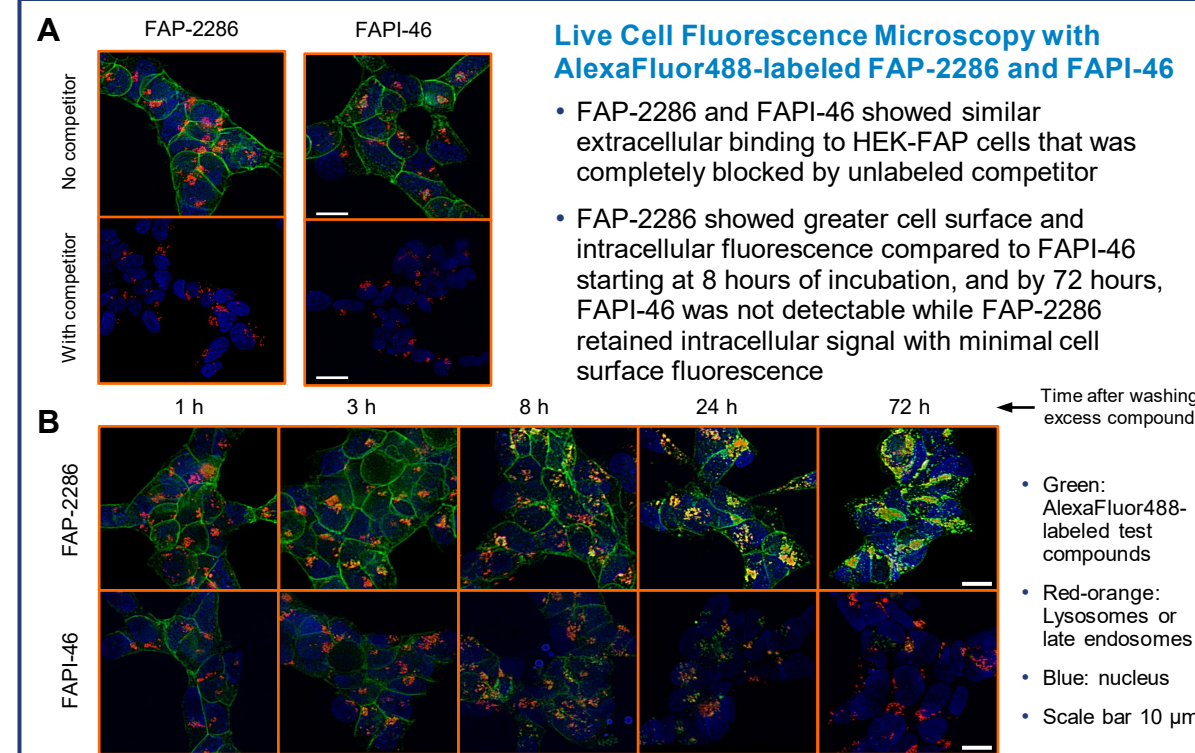 A
FAP-2286
FAPI-46
No competitor
With competitor
Live Cell Fluorescence Microscopy with
AlexaFluor488-labeled FAP-2286 and FAPI-46
• FAP-2286 and FAPI-46 showed similar
extracellular binding to HEK-FAP cells that was
completely blocked by unlabeled competitor
• FAP-2286 showed greater cell surface and
intracellular fluorescence compared to FAPI-46
starting at 8 hours of incubation, and by 72 hours,
FAPI-46 was not detectable while FAP-2286
retained intracellular signal with minimal cell
surface fluorescence
B
1 h
3 h
8 h
24 h
72 h
Time after washing
excess compound
FAP-2286
FAPI-46
• Green:
AlexaFluor488-
labeled test
compounds
• Red-orange:
Lysosomes or
late endosomes
• Blue: nucleus
• Scale bar 10 µm